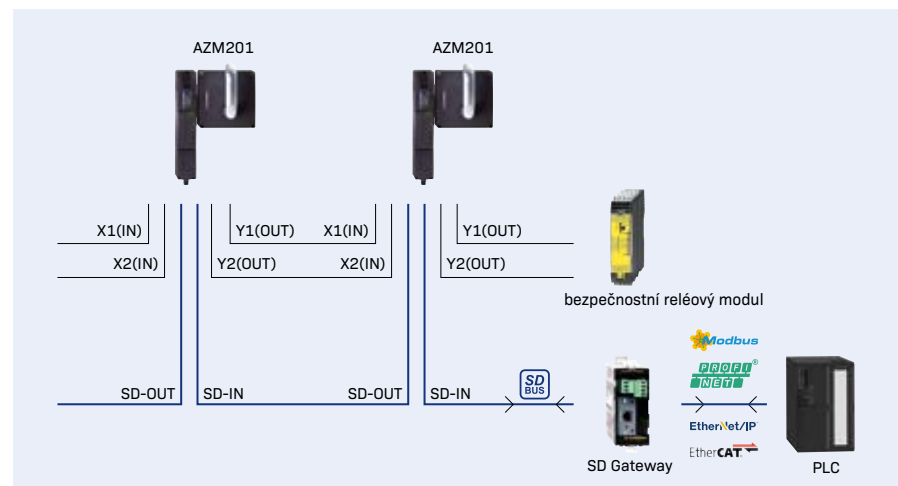 AZM201 AZM201
X1(IN) Y1(OUT) X1(IN) Y1(OUT)
X2(IN) Y2(OUT) X2(IN) Y2(OUT)
bezpečnostní reléový modul
Modbus
SD-OUT SD-IN SD-OUT SD-IN
SD
BUS
PROFI®
NET
EtherNet/IP
EtherCAT
SD Gateway PLC